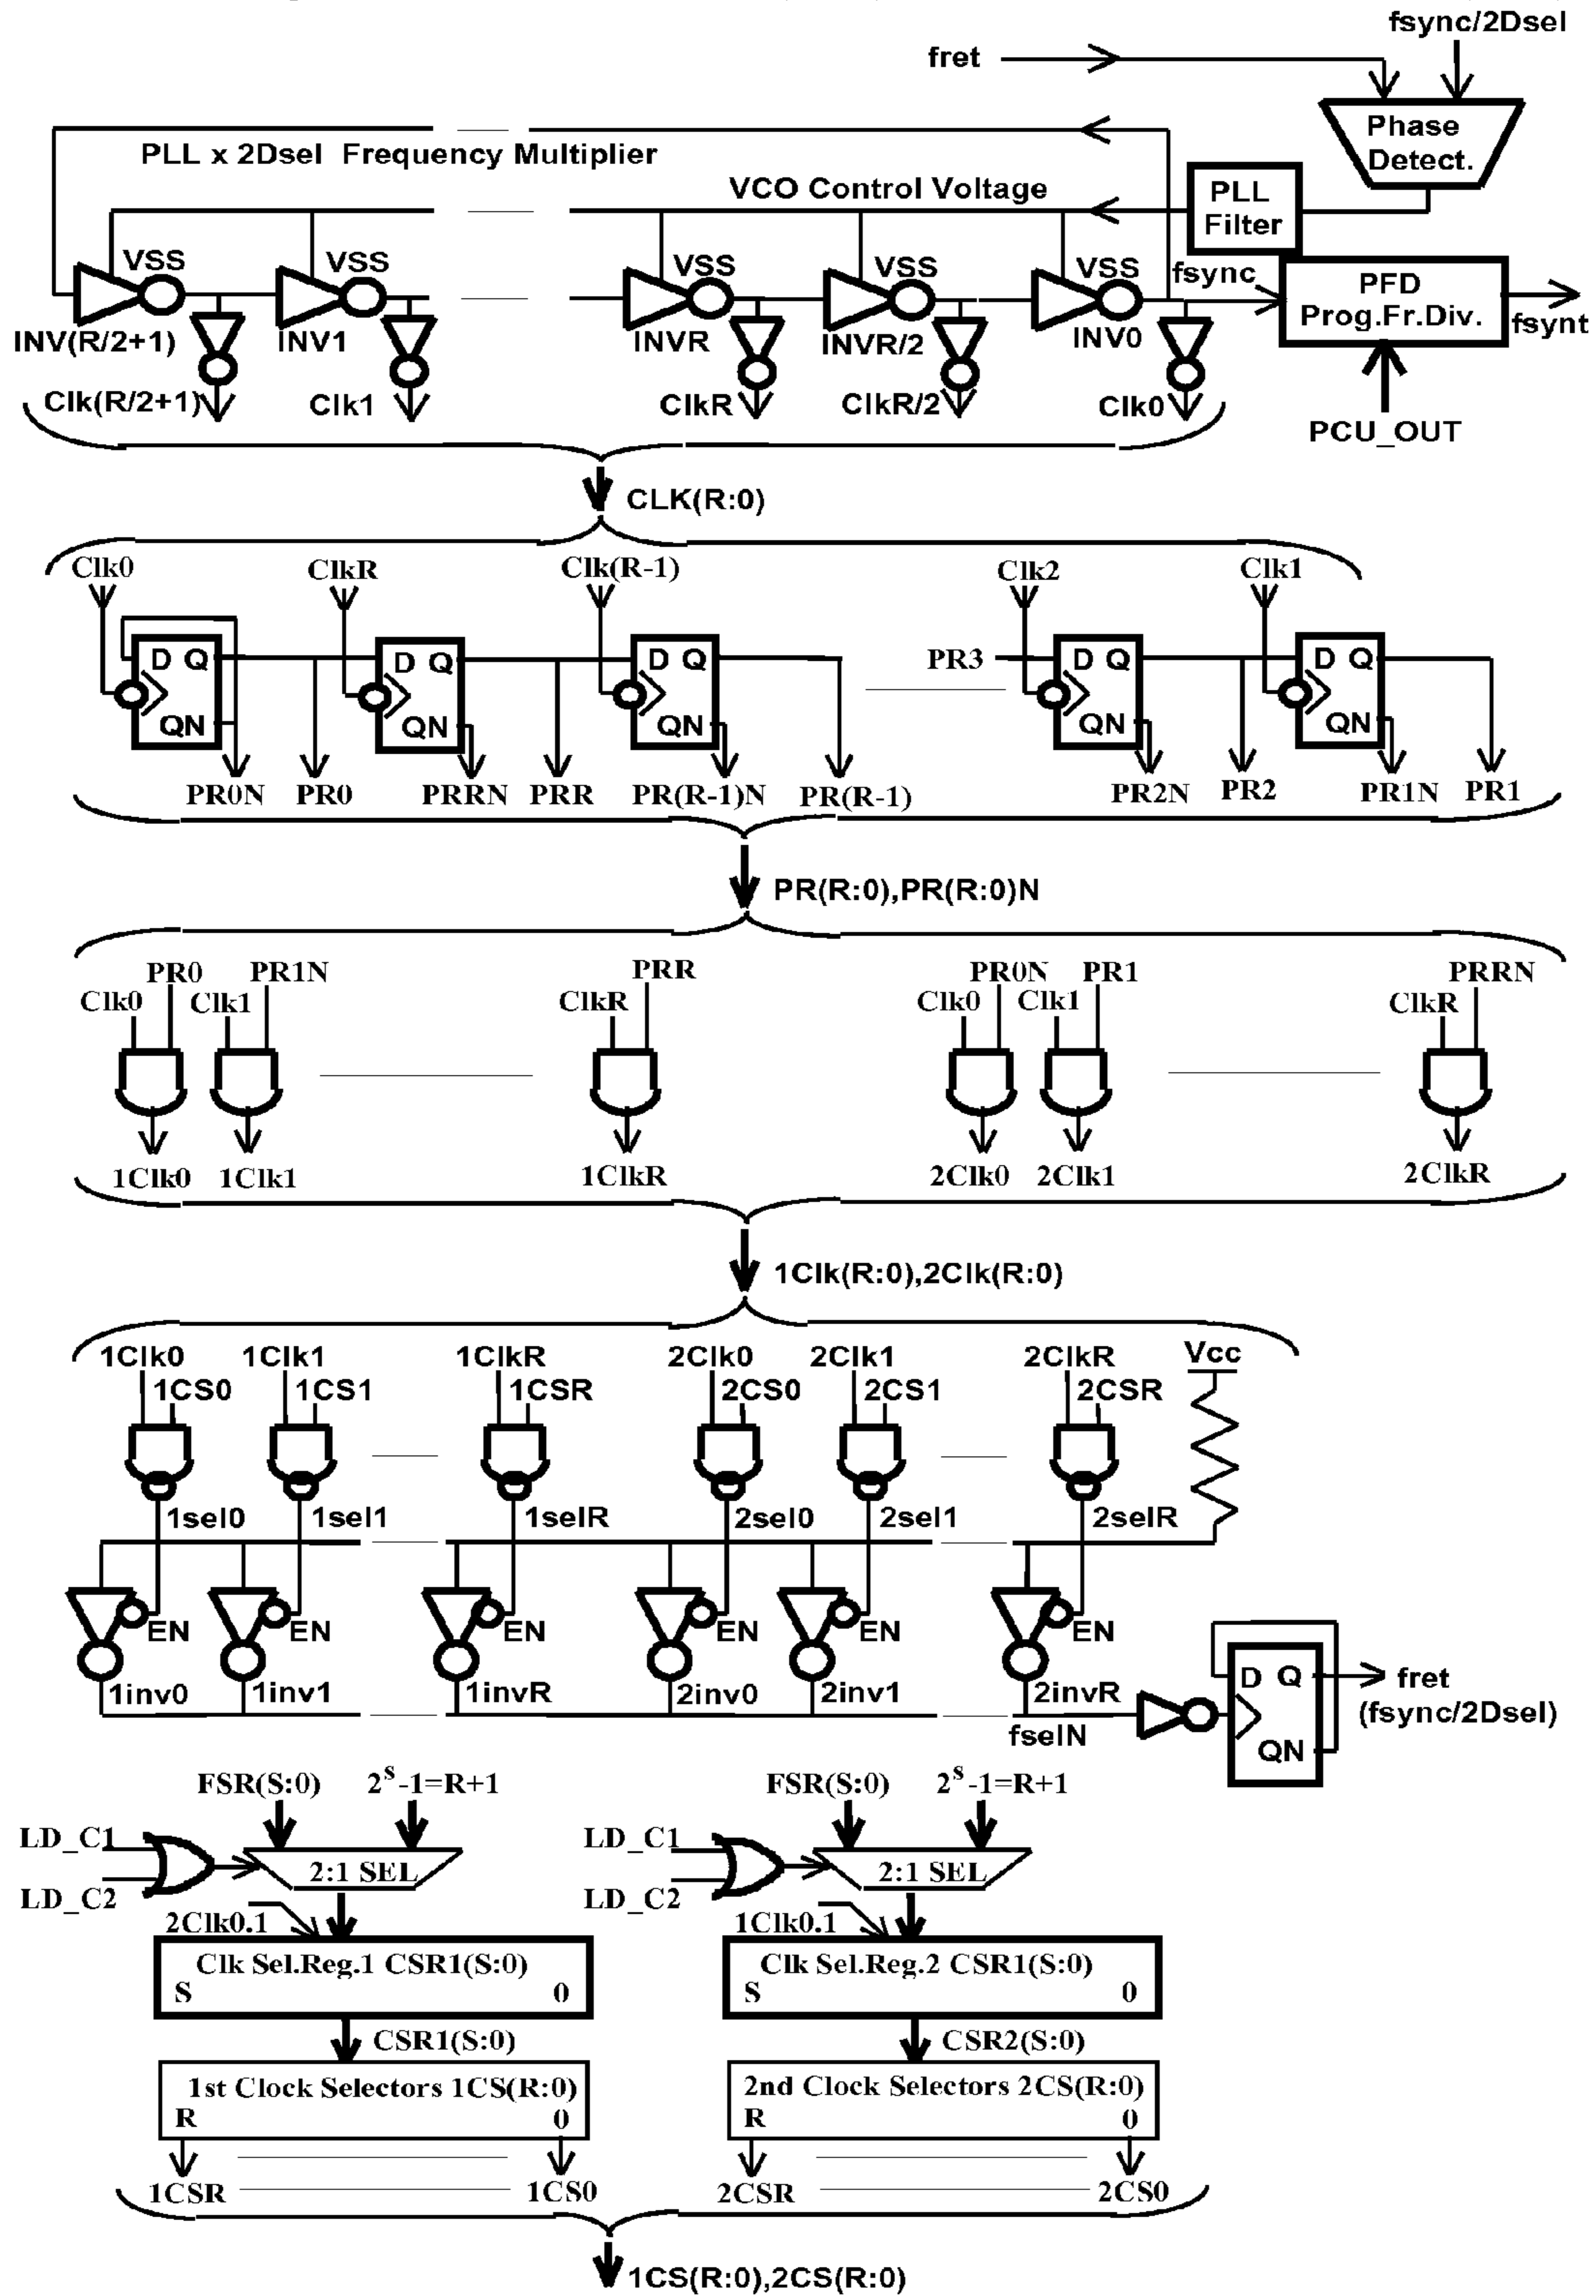 fsync/2Dsel
fret
Phase
Detect.
PLL x 2Dsel Frequency Multiplier
VCO Control Voltage
PLL
Filter
VSS VSS VSS VSS VSS
fsync
PFD
Prog.Fr.Div.
fsynt
INV(R/2+1) INV1 INVR INVR/2 INV0
Clk(R/2+1) Clk1 ClkR ClkR/2 Clk0
PCU_OUT
CLK(R:0)
Clk0 ClkR Clk(R-1) Clk2 Clk1
D Q D Q D Q PR3 D Q D Q
QN QN QN QN QN
PR0N PR0 PRRN PRR PR(R-1)N PR(R-1) PR2N PR2 PR1N PR1
PR(R:0),PR(R:0)N
PR0 PR1N PRR PR0N PR1 PRRN
Clk0 Clk1 ClkR Clk0 Clk1 ClkR
1Clk0 1Clk1 1ClkR 2Clk0 2Clk1 2ClkR
1Clk(R:0),2Clk(R:0)
1Clk0 1Clk1 1ClkR 2Clk0 2Clk1 2ClkR Vcc
1CS0 1CS1 1CSR 2CS0 2CS1 2CSR
1sel0 1sel1 1selR 2sel0 2sel1 2selR
EN EN EN EN EN EN
1inv0 1inv1 1invR 2inv0 2inv1 2invR
D Q
QN
fret
(fsync/2Dsel)
fselN
FSR(S:0) 2S-1=R+1 FSR(S:0) 2S-1=R+1
LD_C1 LD_C1
2:1 SEL 2:1 SEL
LD_C2 LD_C2
2Clk0.1 1Clk0.1
Clk Sel.Reg.1 CSR1(S:0) Clk Sel.Reg.2 CSR1(S:0)
S 0 S 0
CSR1(S:0) CSR2(S:0)
1st Clock Selectors 1CS(R:0) 2nd Clock Selectors 2CS(R:0)
R 0 R 0
1CSR 1CS0 2CSR 2CS0
1CS(R:0),2CS(R:0)